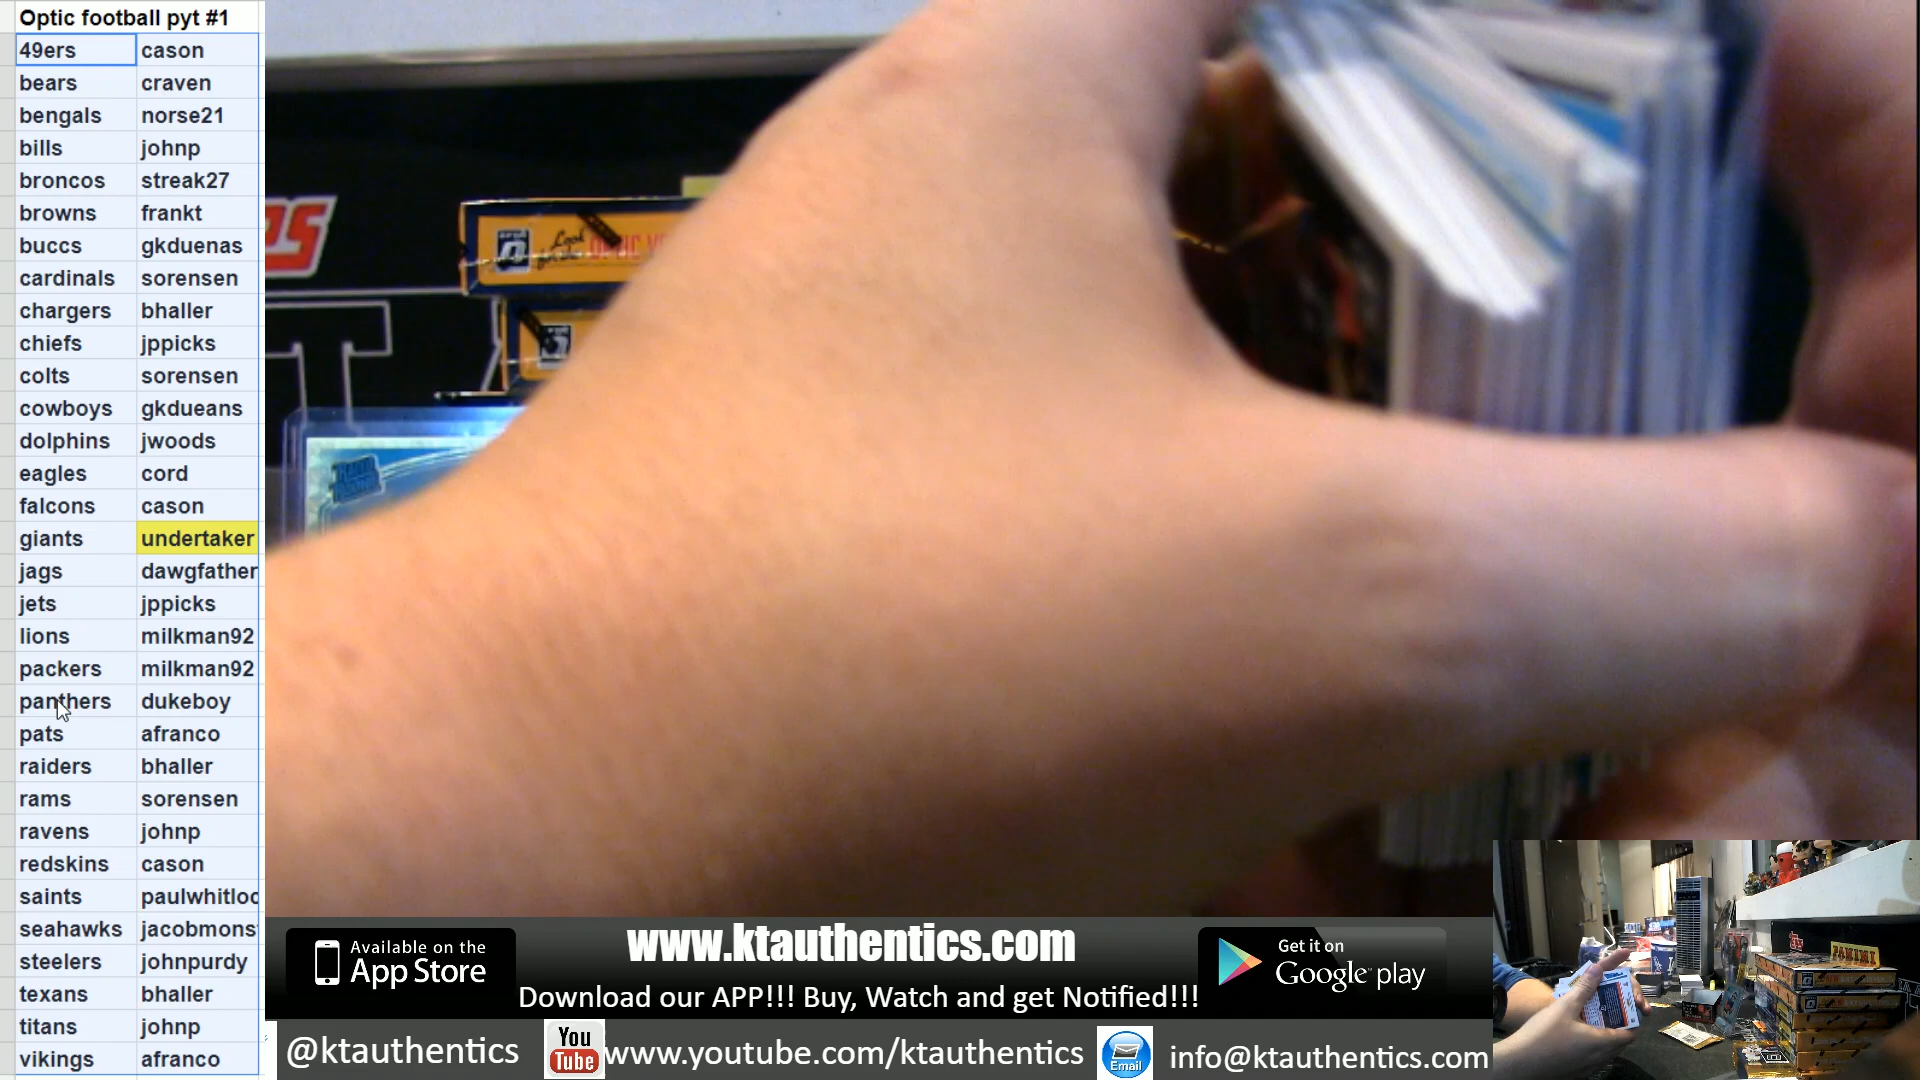 Optic football pyt #1
49ers cason
bears craven
bengals norse21
bills johnp
broncos streak27
browns frankt
buccs gkduenas
cardinals sorensen
chargers bhaller
chiefs jppicks
colts sorensen
cowboys gkdueans
dolphins jwoods
eagles cord
falcons cason
giants undertaker
jags dawgfather
jets jppicks
lions milkman92
packers milkman92
panthers dukeboy
pats afranco
raiders bhaller
rams sorensen
ravens johnp
redskins cason
saints paulwhitloc
seahawks jacobmons
steelers johnpurdy
texans bhaller
titans johnp
vikings afranco
Look
OPTIC
RATED
PANINI
Available on the
App Store
www.ktauthentics.com
Get it on
Google play
Download our APP!!! Buy, Watch and get Notified!!!
@ktauthentics
You
Tube
www.youtube.com/ktauthentics
Email
info@ktauthentics.com